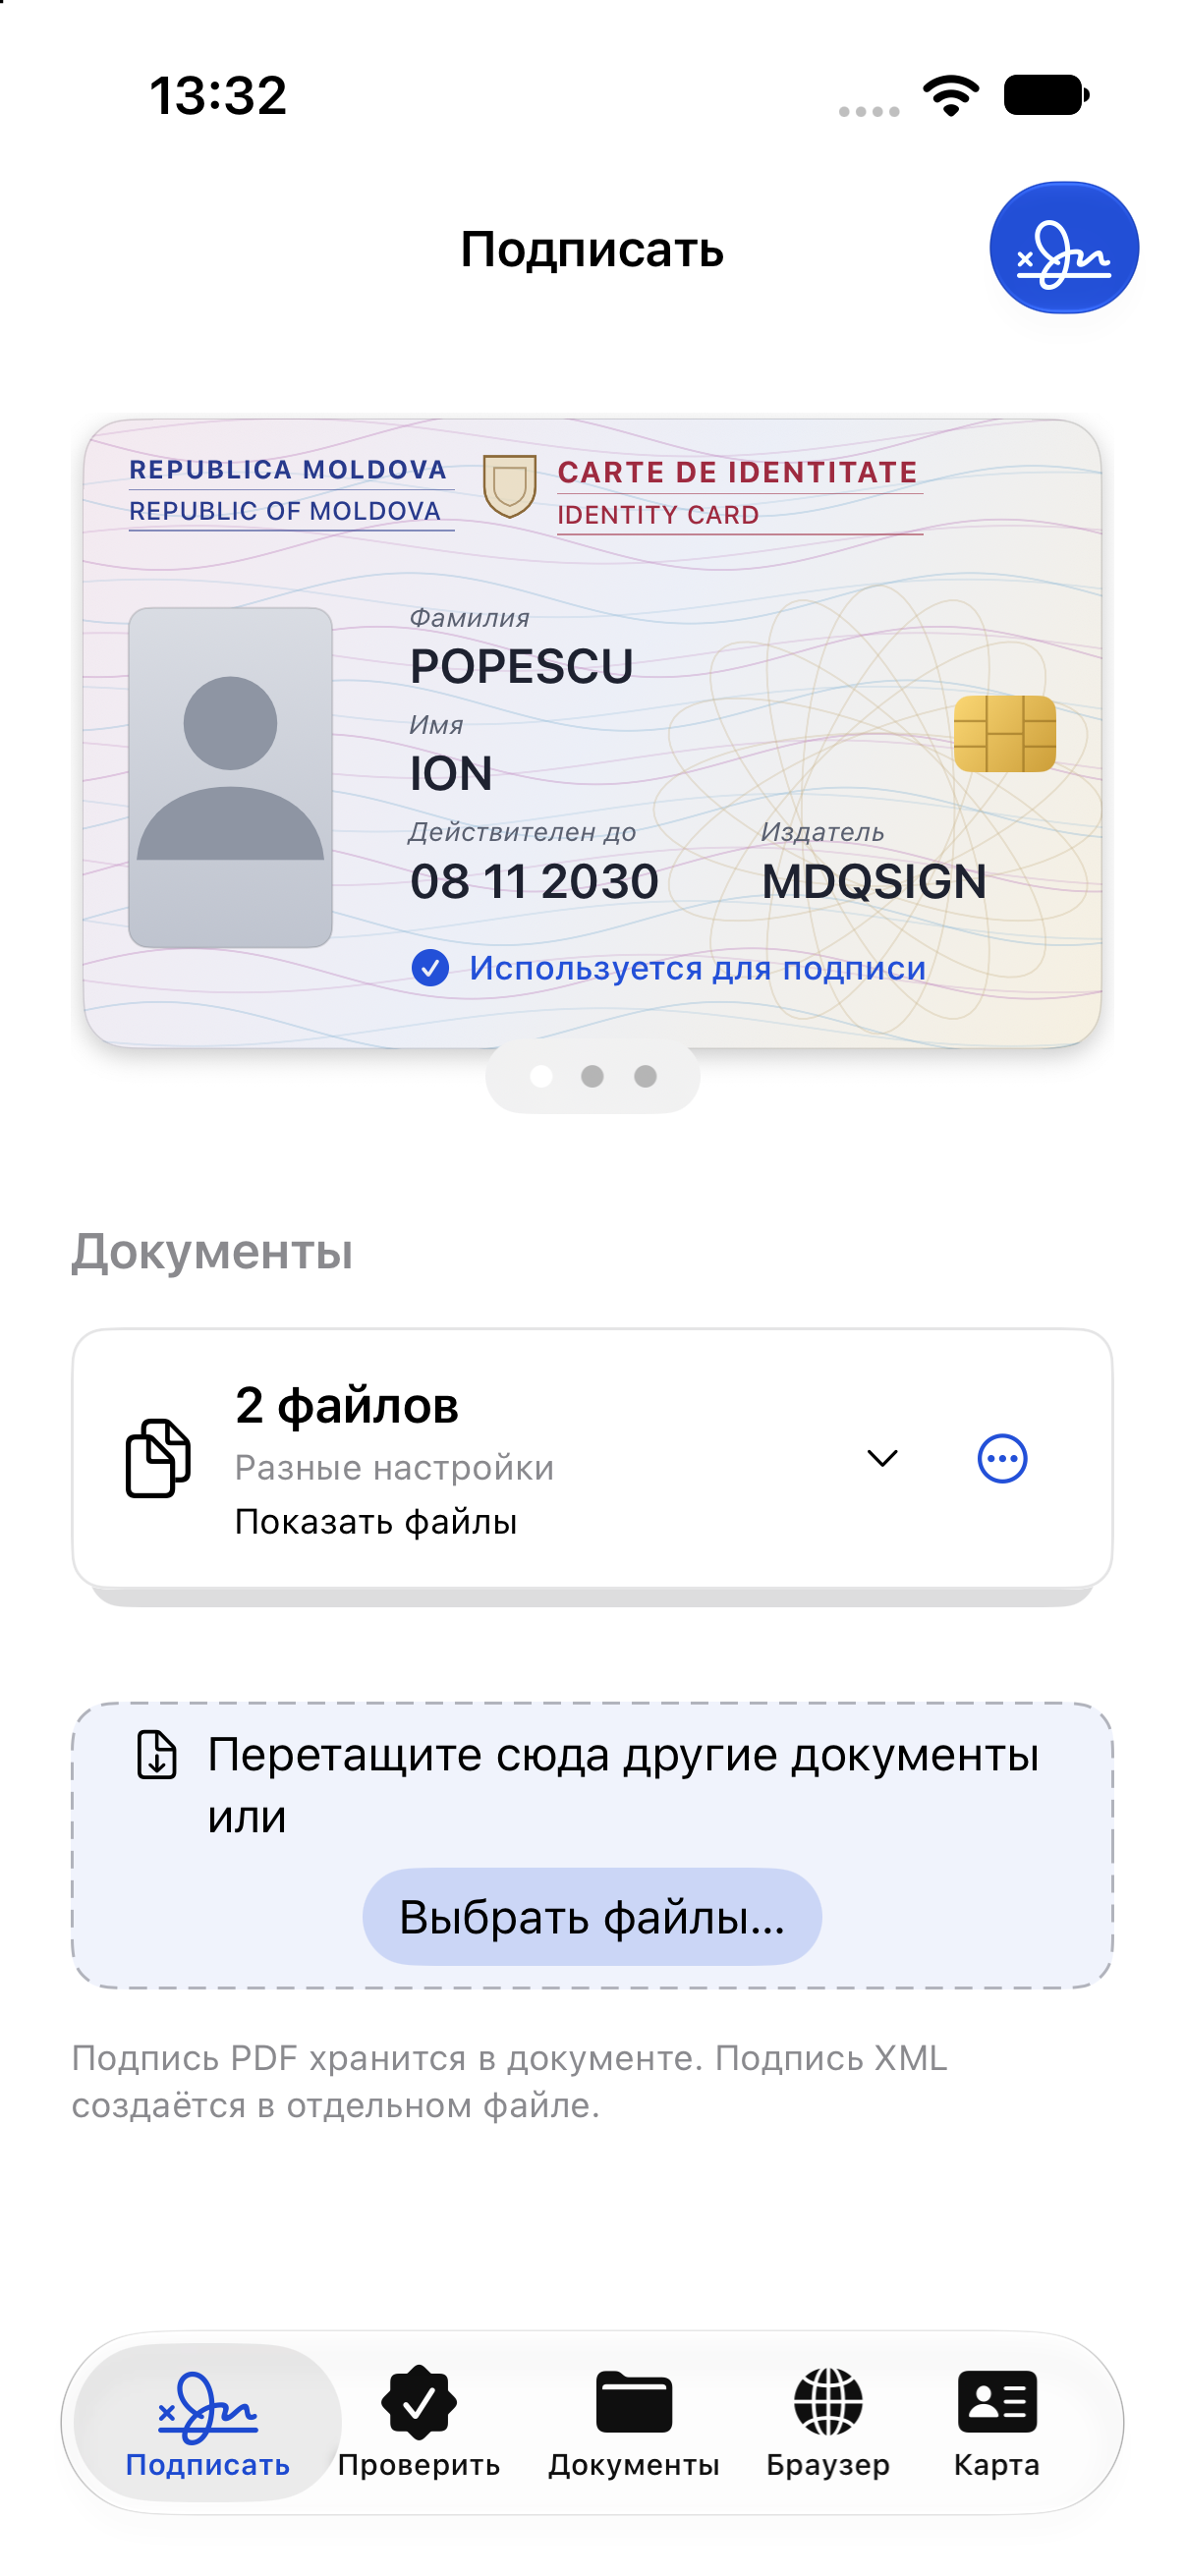 13:32
Подписать
REPUBLICA MOLDOVA
REPUBLIC OF MOLDOVA
CARTE DE IDENTITATE
IDENTITY CARD
Фамилия
POPESCU
Имя
ION
Действителен до
08 11 2030
Издатель
MDQSIGN
Используется для подписи
Документы
2 файлов
Разные настройки
Показать файлы
Перетащите сюда другие документы
или
Выбрать файлы...
Подпись PDF хранится в документе. Подпись XML
создаётся в отдельном файле.
Подписать
Проверить
Документы
Браузер
Карта